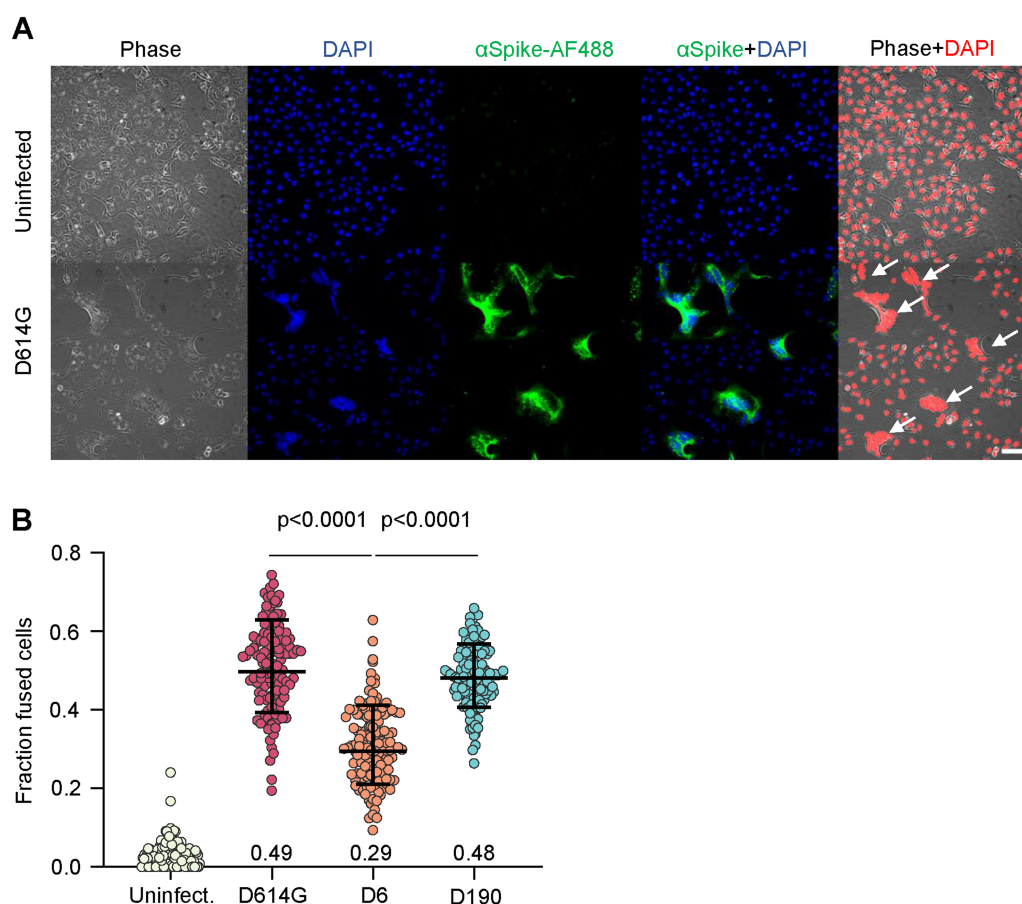 A
Phase DAPI αSpike-AF488 αSpike+DAPI Phase+DAPI
Uninfected
D614G
B
p<0.0001 p<0.0001
Fraction fused cells
0.8
0.6
0.4
0.2
0.0
0.49 0.29 0.48
Uninfect. D614G D6 D190